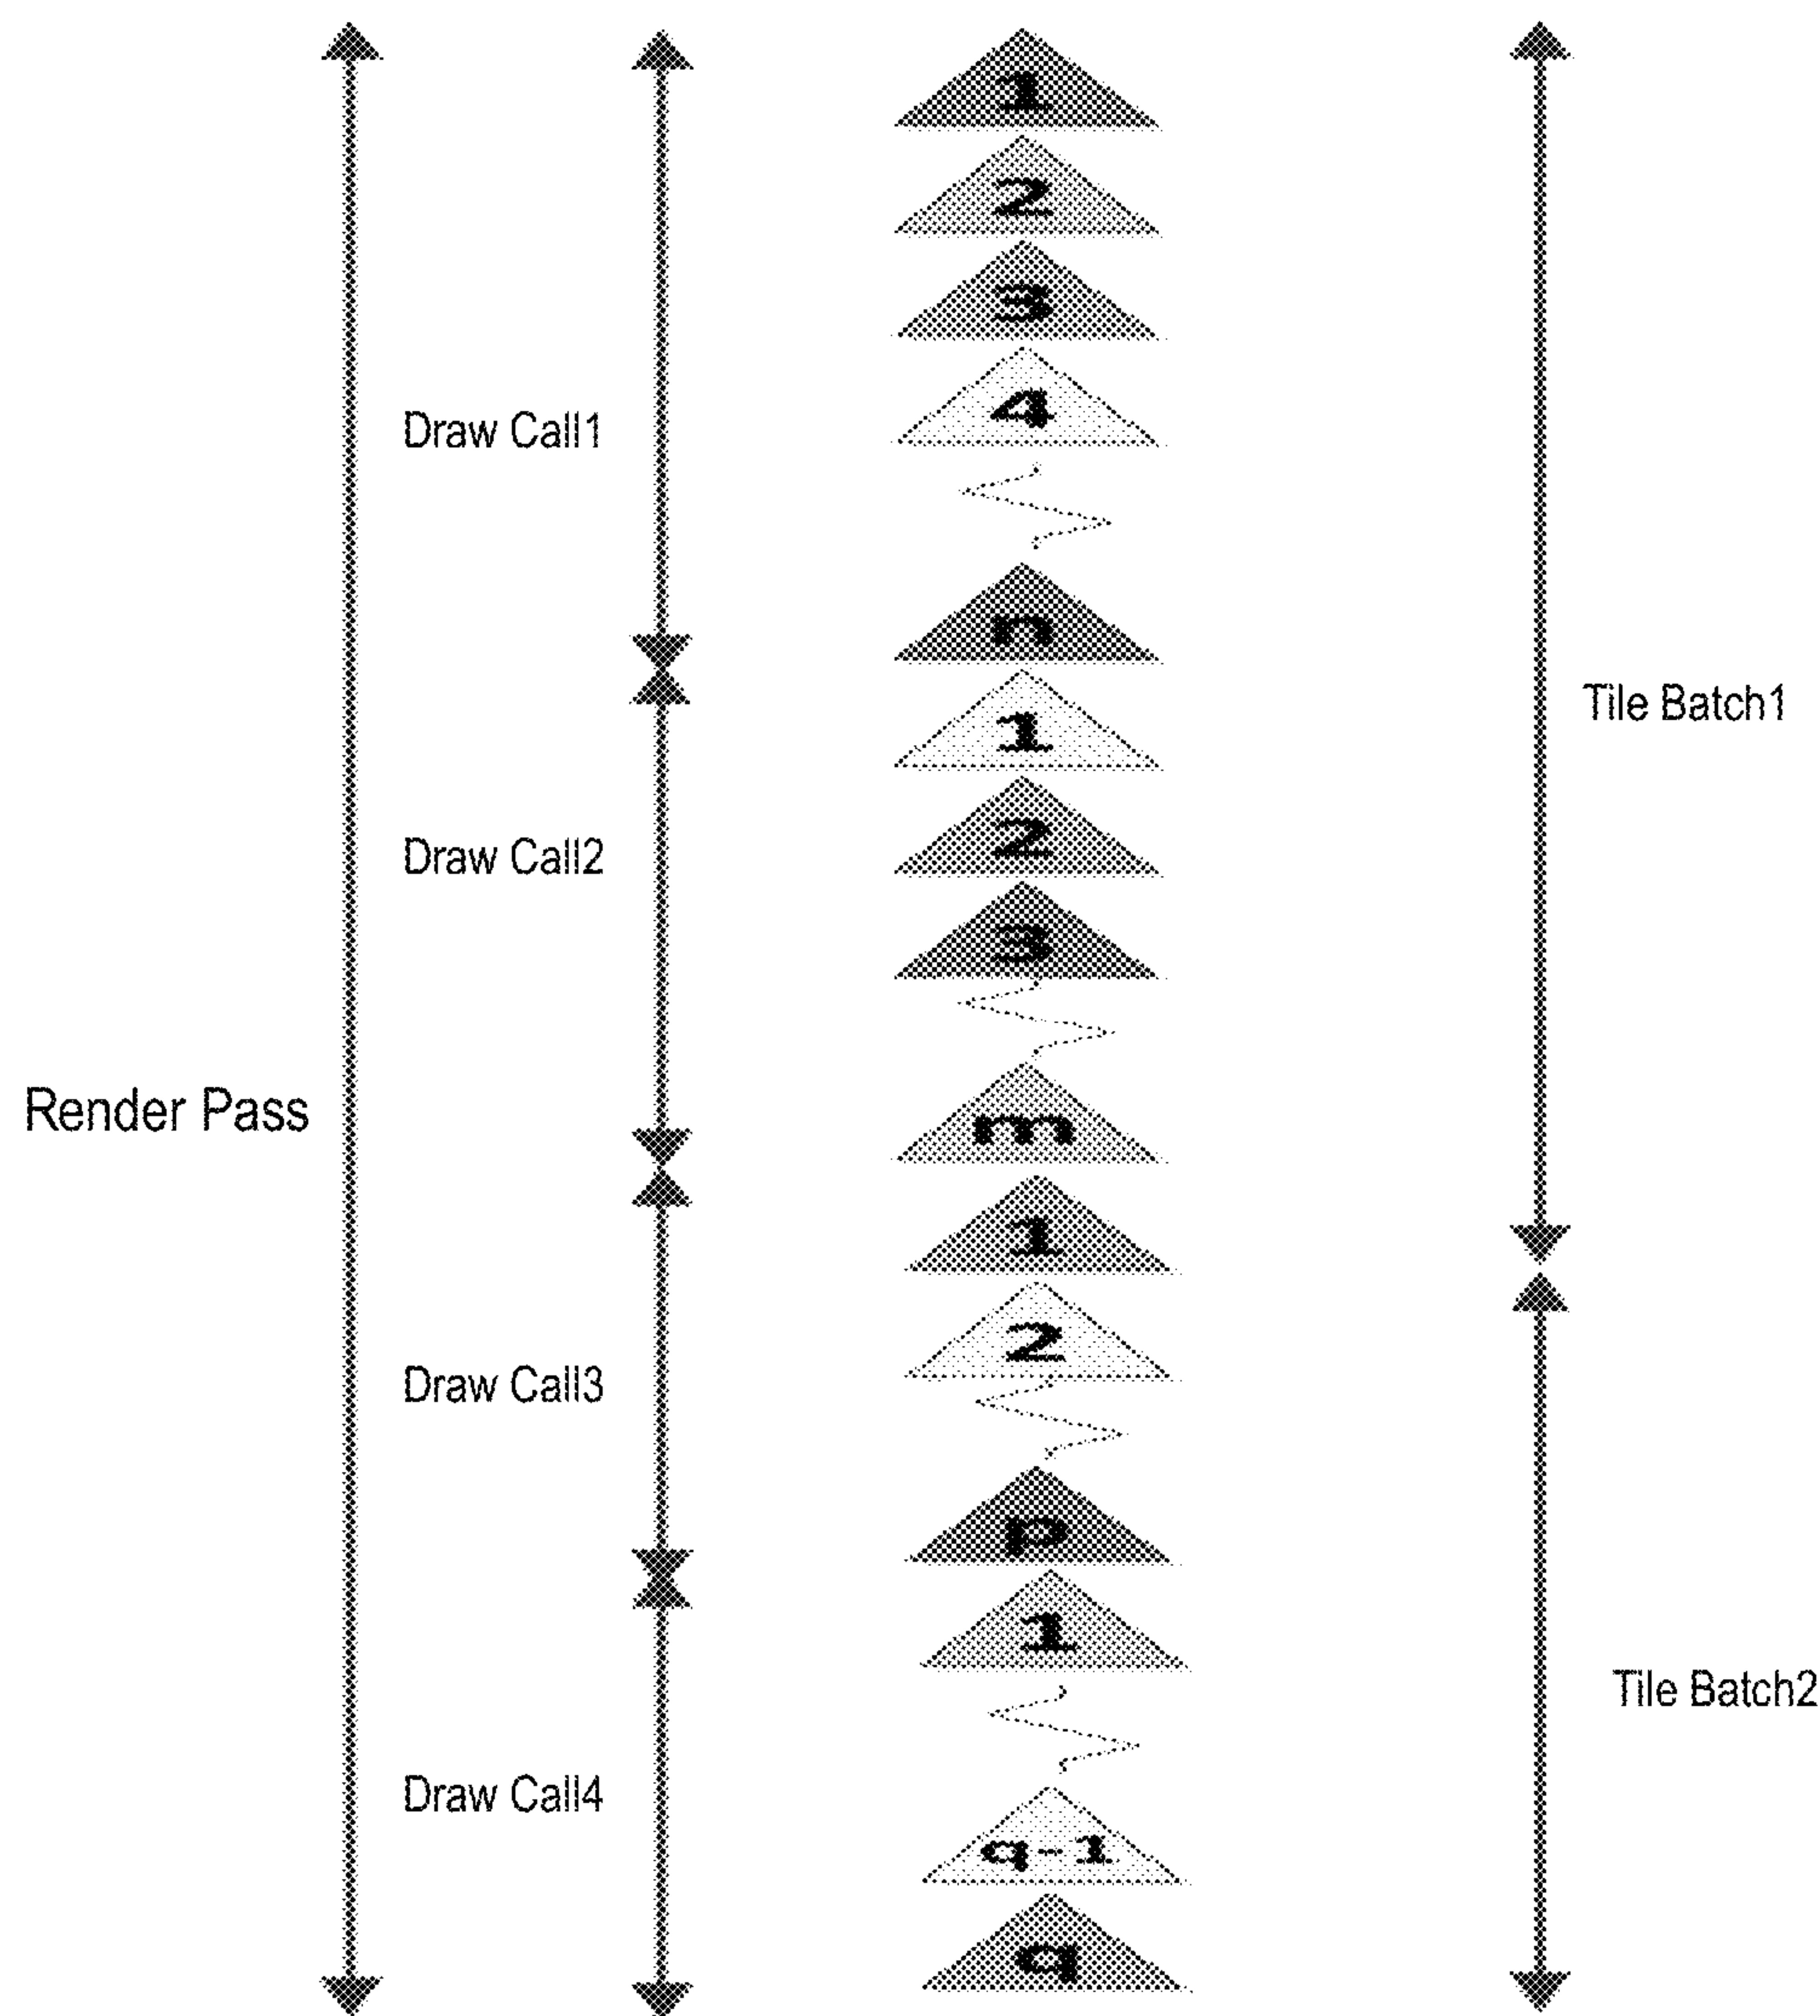 1
2
3
4
Draw Call1
n
Tile Batch1
1
2
Draw Call2
3
Render Pass
m
1
2
Draw Call3
p
1
Tile Batch2
Draw Call4
q-1
q